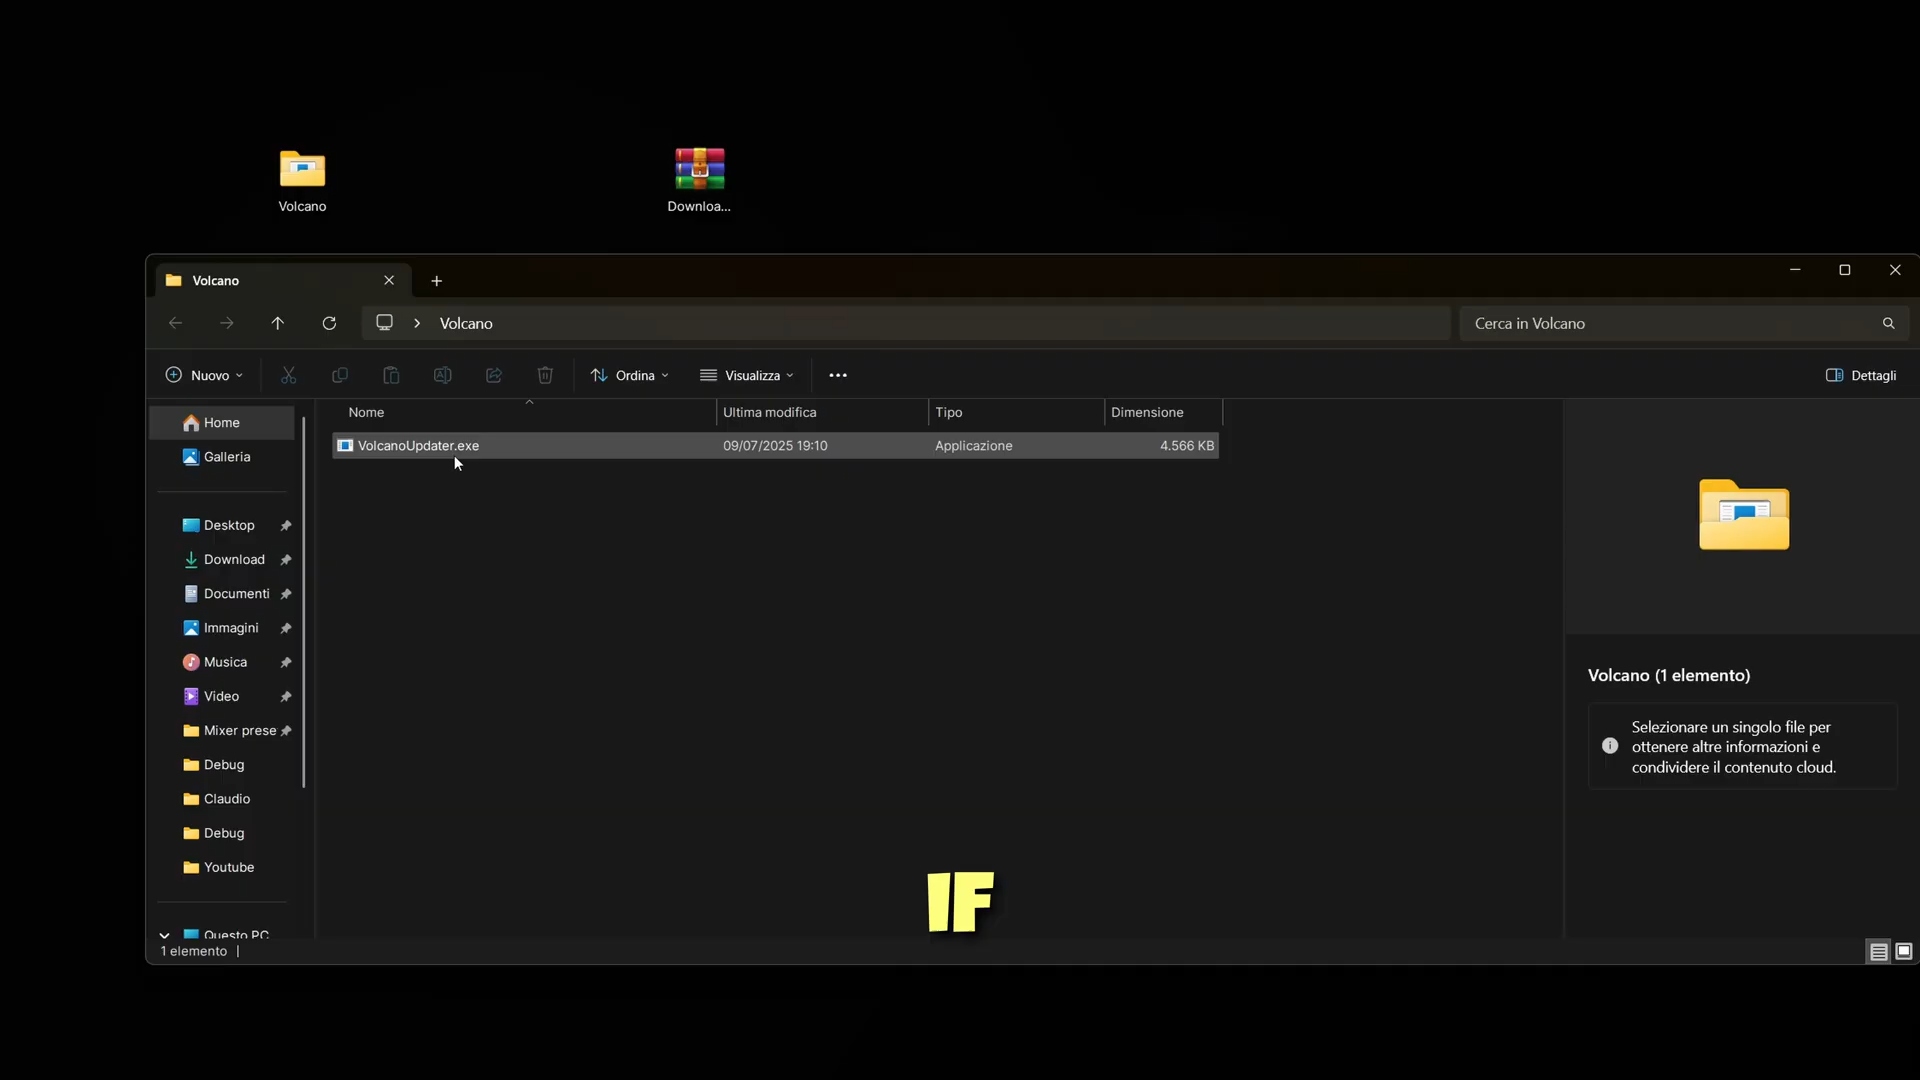 Volcano
Downloa...
Volcano
Volcano
Cerca in Volcano
Nuovo
Ordina
Visualizza
Dettagli
Nome
Ultima modifica
Tipo
Dimensione
VolcanoUpdater.exe
09/07/2025 19:10
Applicazione
4.566 KB
Home
Galleria
Desktop
Download
Documenti
Immagini
Musica
Video
Mixer prese
Debug
Claudio
Debug
Youtube
Questo PC
Volcano (1 elemento)
Selezionare un singolo file per
ottenere altre informazioni e
condividere il contenuto cloud.
IF
1 elemento